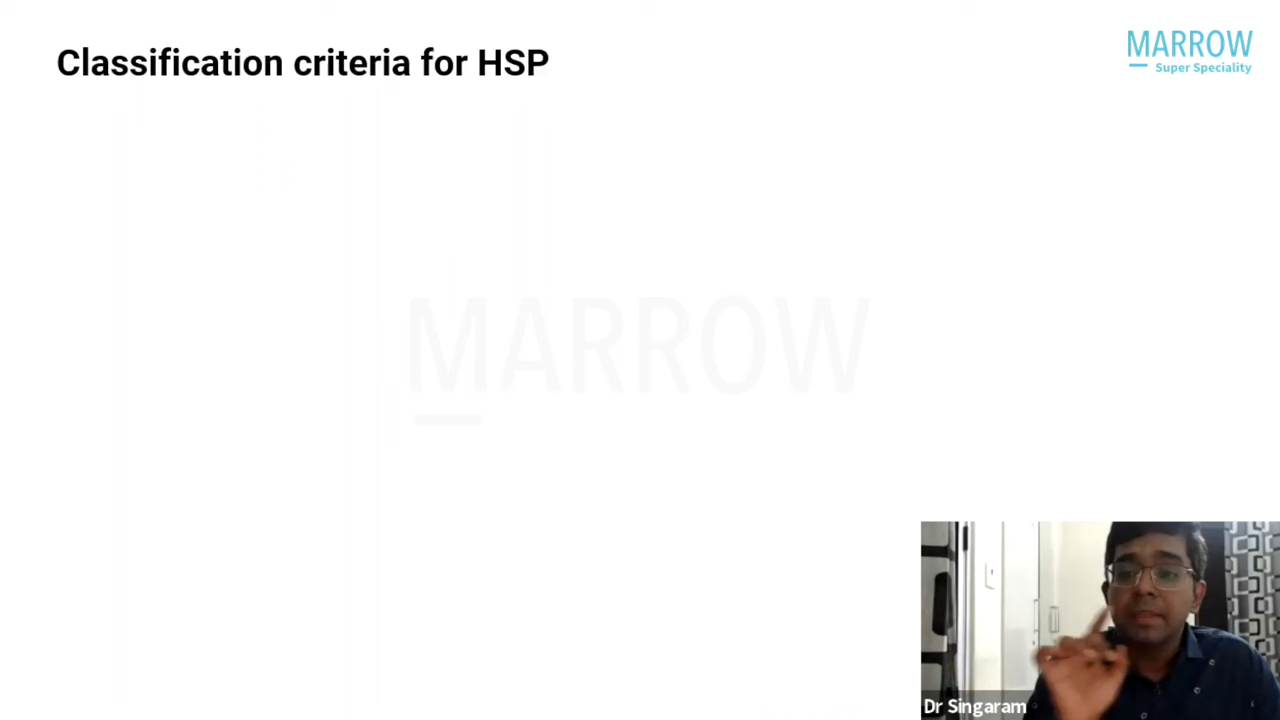 Classification criteria for HSP
MARROW
Super Speciality
MARROW
Dr Singaram